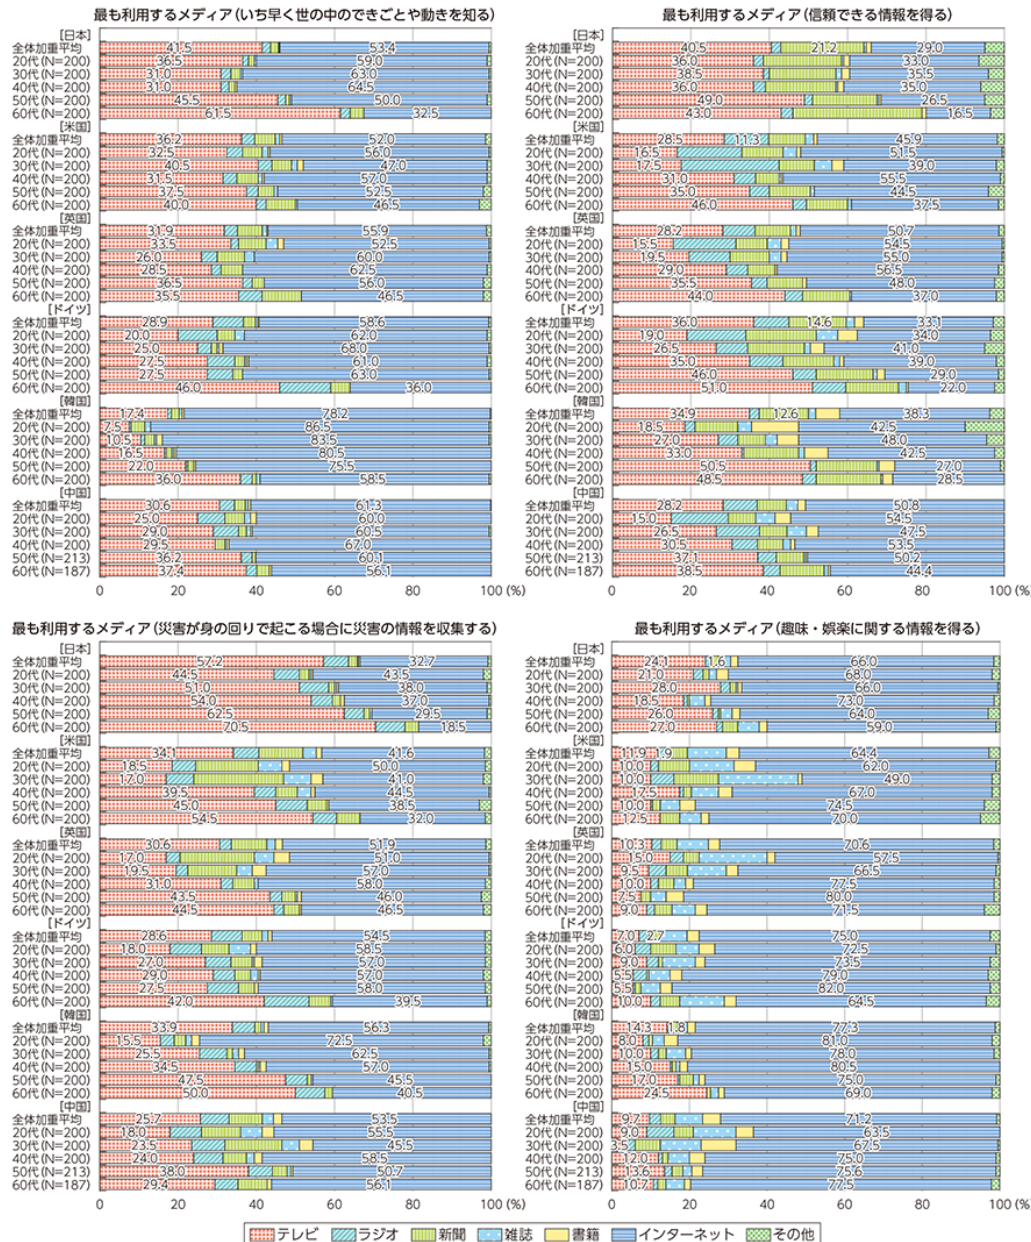 最も利用するメディア(いち早く世の中のできごとや動きを知る)
[日本]
全体加重平均 41.5 53.4
20代(N=200) 36.5 59.0
30代(N=200) 31.0 63.0
40代(N=200) 31.0 64.5
50代(N=200) 45.5 50.0
60代(N=200) 61.5 32.5
[米国]
全体加重平均 36.2 52.0
20代(N=200) 32.5 56.0
30代(N=200) 40.5 47.0
40代(N=200) 31.5 57.0
50代(N=200) 37.5 52.5
60代(N=200) 40.0 46.5
[英国]
全体加重平均 31.9 55.9
20代(N=200) 33.5 52.5
30代(N=200) 26.0 60.0
40代(N=200) 28.5 62.5
50代(N=200) 36.5 56.0
60代(N=200) 35.5 46.5
[ドイツ]
全体加重平均 28.9 58.6
20代(N=200) 20.0 62.0
30代(N=200) 25.0 68.0
40代(N=200) 27.5 61.0
50代(N=200) 27.5 63.0
60代(N=200) 46.0 36.0
[韓国]
全体加重平均 17.4 78.2
20代(N=200) 7.5 86.5
30代(N=200) 10.5 83.5
40代(N=200) 16.5 80.5
50代(N=200) 22.0 75.5
60代(N=200) 36.0 58.5
[中国]
全体加重平均 30.6 61.3
20代(N=200) 25.0 60.0
30代(N=200) 29.0 60.5
40代(N=200) 29.5 67.0
50代(N=213) 36.2 60.1
60代(N=187) 37.4 56.1
0 20 40 60 80 100 (%)
最も利用するメディア(信頼できる情報を得る)
[日本]
全体加重平均 40.5 21.2 29.0
20代(N=200) 36.0 33.0
30代(N=200) 38.5 35.5
40代(N=200) 36.0 35.0
50代(N=200) 49.0 26.5
60代(N=200) 43.0 16.5
[米国]
全体加重平均 28.5 11.3 45.9
20代(N=200) 16.5 51.5
30代(N=200) 17.5 39.0
40代(N=200) 31.0 55.5
50代(N=200) 35.0 44.5
60代(N=200) 46.0 37.5
[英国]
全体加重平均 28.2 50.7
20代(N=200) 15.5 54.5
30代(N=200) 19.5 55.0
40代(N=200) 29.0 56.5
50代(N=200) 35.5 48.0
60代(N=200) 44.0 37.0
[ドイツ]
全体加重平均 36.0 14.6 33.1
20代(N=200) 19.0 34.0
30代(N=200) 26.5 41.0
40代(N=200) 35.0 39.0
50代(N=200) 46.0 29.0
60代(N=200) 51.0 22.0
[韓国]
全体加重平均 34.9 12.6 38.3
20代(N=200) 18.5 42.5
30代(N=200) 27.0 48.0
40代(N=200) 33.0 42.5
50代(N=200) 50.5 27.0
60代(N=200) 48.5 28.5
[中国]
全体加重平均 28.2 50.8
20代(N=200) 15.0 54.5
30代(N=200) 26.5 47.5
40代(N=200) 30.5 53.5
50代(N=213) 37.1 50.2
60代(N=187) 38.5 44.4
0 20 40 60 80 100 (%)
最も利用するメディア(災害が身の回りで起こる場合に災害の情報を収集する)
[日本]
全体加重平均 57.2 32.7
20代(N=200) 44.5 43.5
30代(N=200) 51.0 38.0
40代(N=200) 54.0 37.0
50代(N=200) 62.5 29.5
60代(N=200) 70.5 18.5
[米国]
全体加重平均 34.1 41.6
20代(N=200) 18.5 50.0
30代(N=200) 17.0 41.0
40代(N=200) 39.5 44.5
50代(N=200) 45.0 38.5
60代(N=200) 54.5 32.0
[英国]
全体加重平均 30.6 51.9
20代(N=200) 17.0 51.0
30代(N=200) 19.5 57.0
40代(N=200) 31.0 58.0
50代(N=200) 43.5 46.0
60代(N=200) 44.5 46.5
[ドイツ]
全体加重平均 28.6 54.5
20代(N=200) 18.0 58.5
30代(N=200) 27.0 57.0
40代(N=200) 29.0 57.0
50代(N=200) 27.5 58.0
60代(N=200) 42.0 39.5
[韓国]
全体加重平均 33.9 56.3
20代(N=200) 15.5 72.5
30代(N=200) 25.5 62.5
40代(N=200) 34.5 57.0
50代(N=200) 47.5 45.5
60代(N=200) 50.0 40.5
[中国]
全体加重平均 25.7 53.5
20代(N=200) 18.0 55.5
30代(N=200) 23.5 45.5
40代(N=200) 24.0 58.5
50代(N=213) 38.0 50.7
60代(N=187) 29.4 56.1
0 20 40 60 80 100 (%)
最も利用するメディア(趣味・娯楽に関する情報を得る)
[日本]
全体加重平均 24.1 1.6 66.0
20代(N=200) 21.0 68.0
30代(N=200) 28.0 66.0
40代(N=200) 18.5 73.0
50代(N=200) 26.0 64.0
60代(N=200) 27.0 59.0
[米国]
全体加重平均 11.9 1.9 64.4
20代(N=200) 10.0 62.0
30代(N=200) 10.0 49.0
40代(N=200) 17.5 67.0
50代(N=200) 10.0 74.5
60代(N=200) 12.5 70.0
[英国]
全体加重平均 10.3 70.6
20代(N=200) 15.0 57.5
30代(N=200) 9.5 66.5
40代(N=200) 10.0 77.5
50代(N=200) 7.5 80.0
60代(N=200) 9.0 71.5
[ドイツ]
全体加重平均 7.0 2.7 75.0
20代(N=200) 6.0 72.5
30代(N=200) 9.0 73.5
40代(N=200) 5.5 79.0
50代(N=200) 5.5 82.0
60代(N=200) 10.0 64.5
[韓国]
全体加重平均 14.3 1.8 77.3
20代(N=200) 8.0 81.0
30代(N=200) 10.0 78.0
40代(N=200) 15.0 80.5
50代(N=200) 17.0 75.0
60代(N=200) 24.5 69.0
[中国]
全体加重平均 9.7 71.2
20代(N=200) 9.0 63.5
30代(N=200) 3.5 67.5
40代(N=200) 12.0 75.0
50代(N=213) 13.6 75.6
60代(N=187) 10.7 77.5
0 20 40 60 80 100 (%)
テレビ ラジオ 新聞 雑誌 書籍 インターネット その他